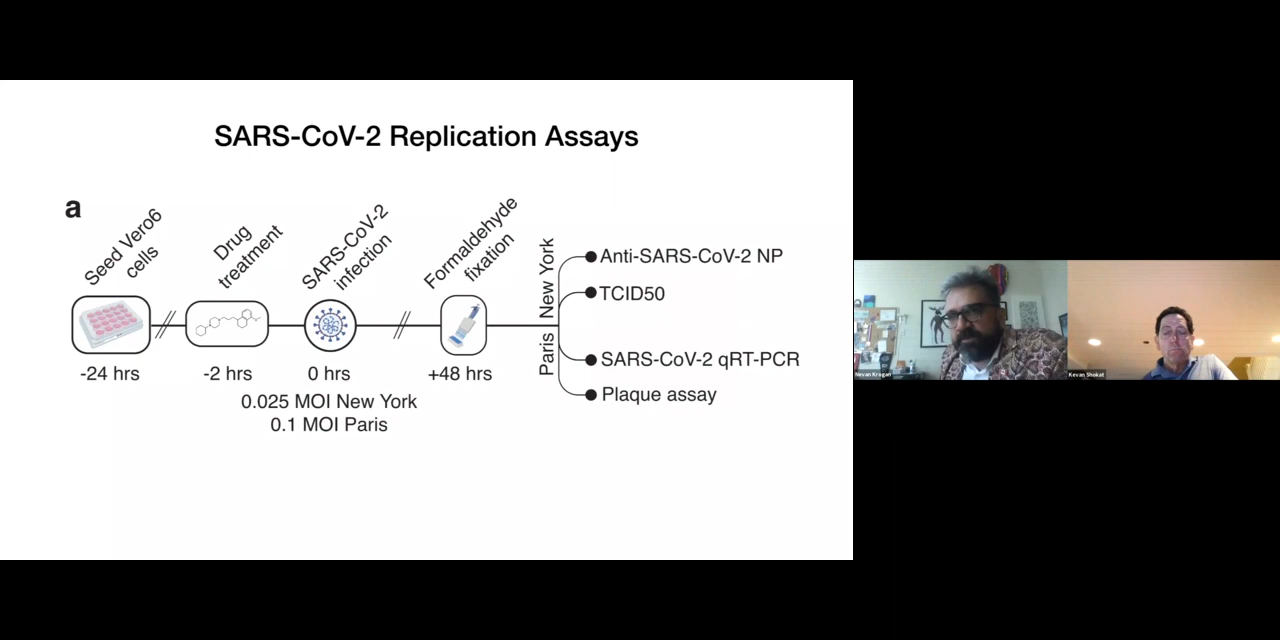 SARS-CoV-2 Replication Assays
a
Seed Vero6
cells
Drug
treatment
SARS-CoV-2
infection
Formaldehyde
fixation
-24 hrs
-2 hrs
0 hrs
+48 hrs
0.025 MOI New York
0.1 MOI Paris
New York
Paris
Anti-SARS-CoV-2 NP
TCID50
SARS-CoV-2 qRT-PCR
Plaque assay
Nevan Krogan
Kevan Shokat